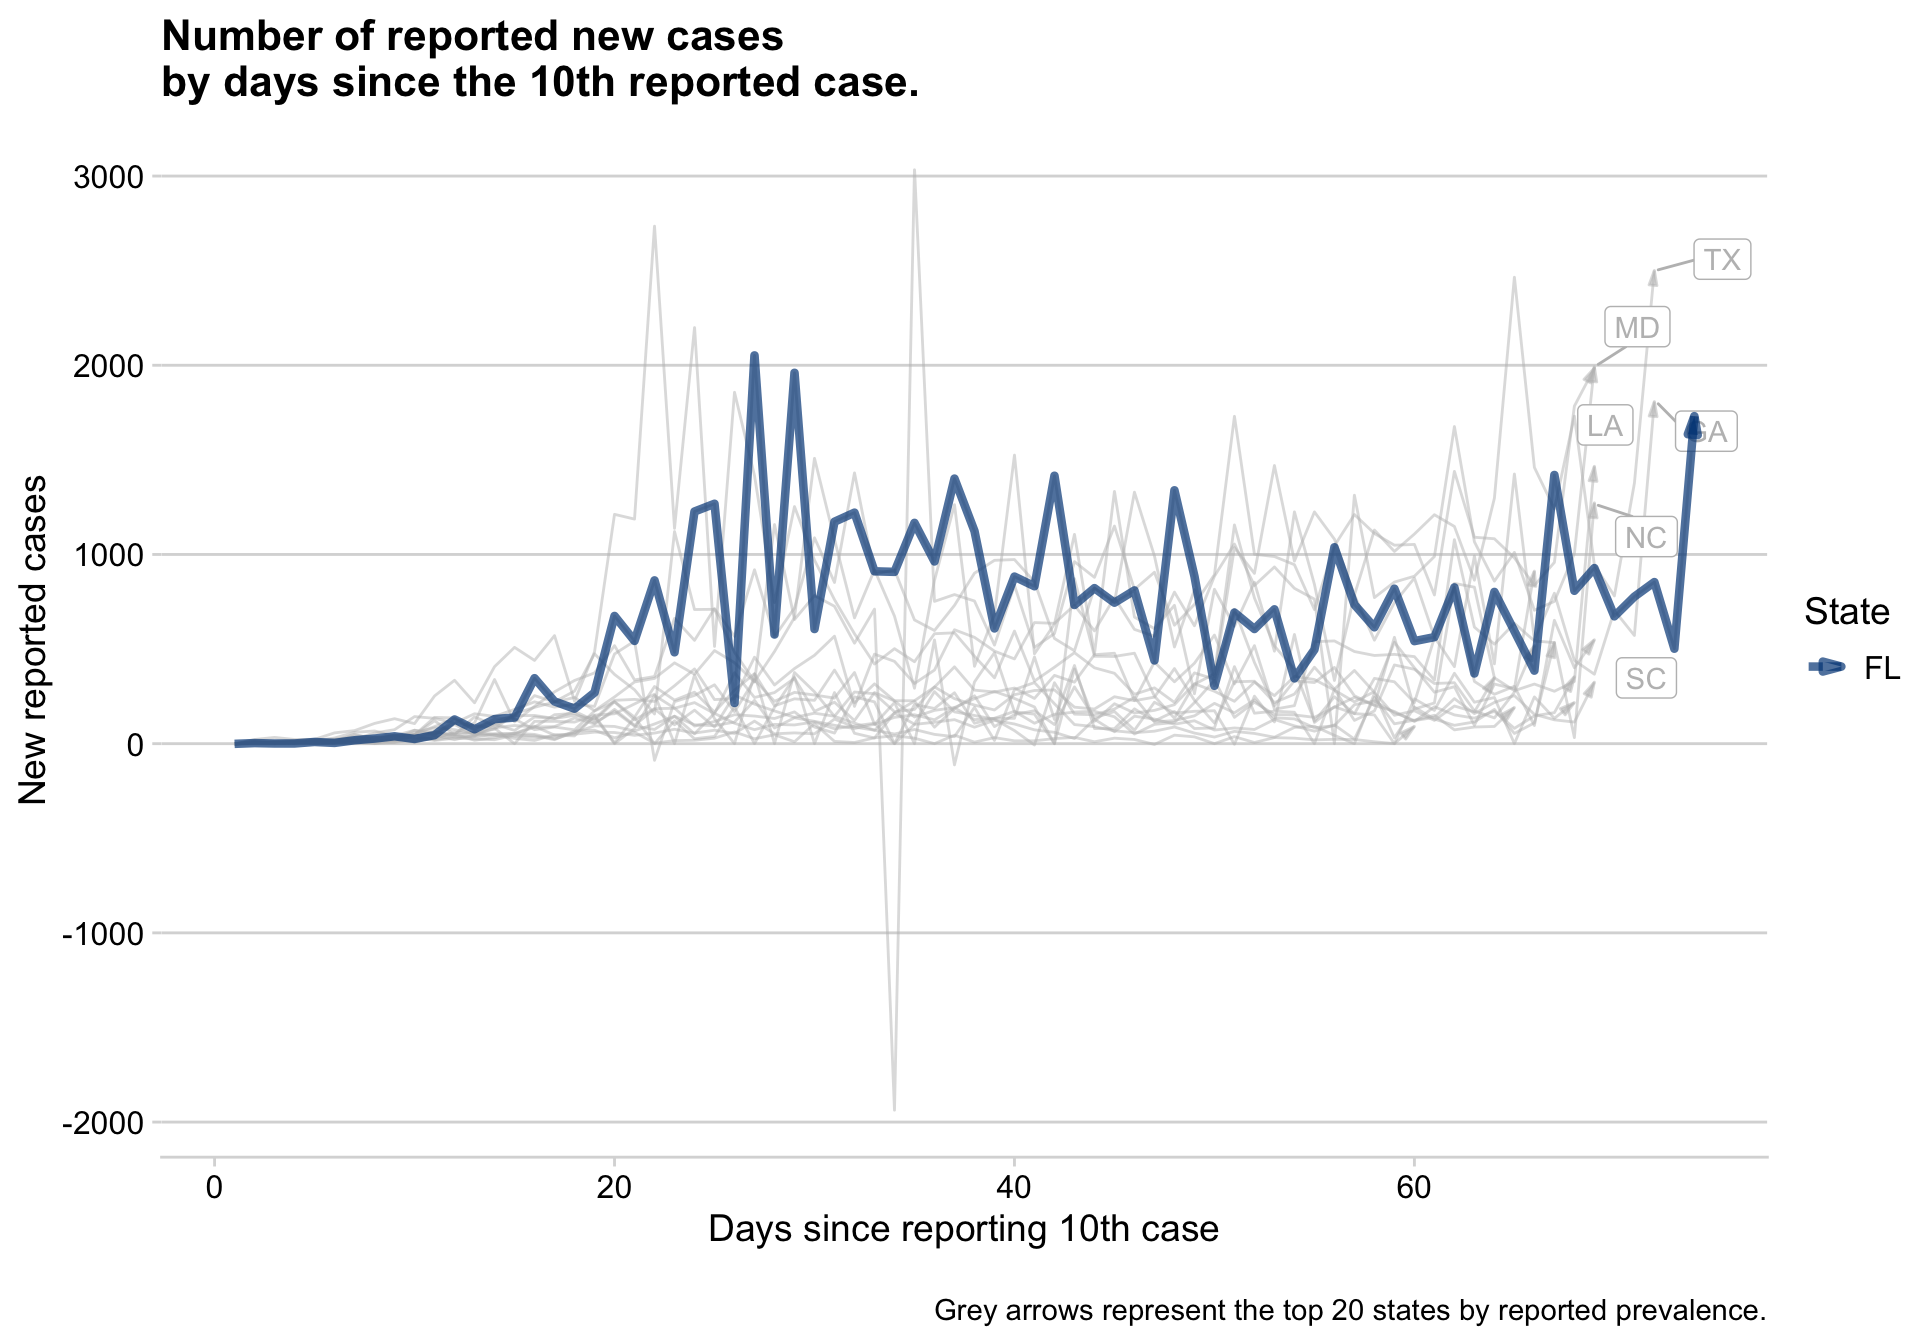 Number of reported new cases
by days since the 10th reported case.
3000
2000
1000
0
-1000
-2000
New reported cases
TX
MD
LA
GA
NC
SC
State
FL
0 20 40 60
Days since reporting 10th case
Grey arrows represent the top 20 states by reported prevalence.